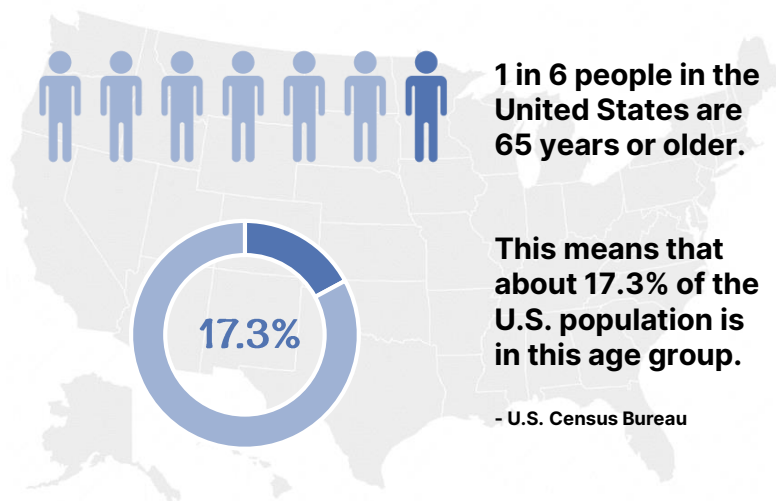 1 in 6 people in the
United States are
65 years or older.
17.3%
This means that
about 17.3% of the
U.S. population is
in this age group.
- U.S. Census Bureau